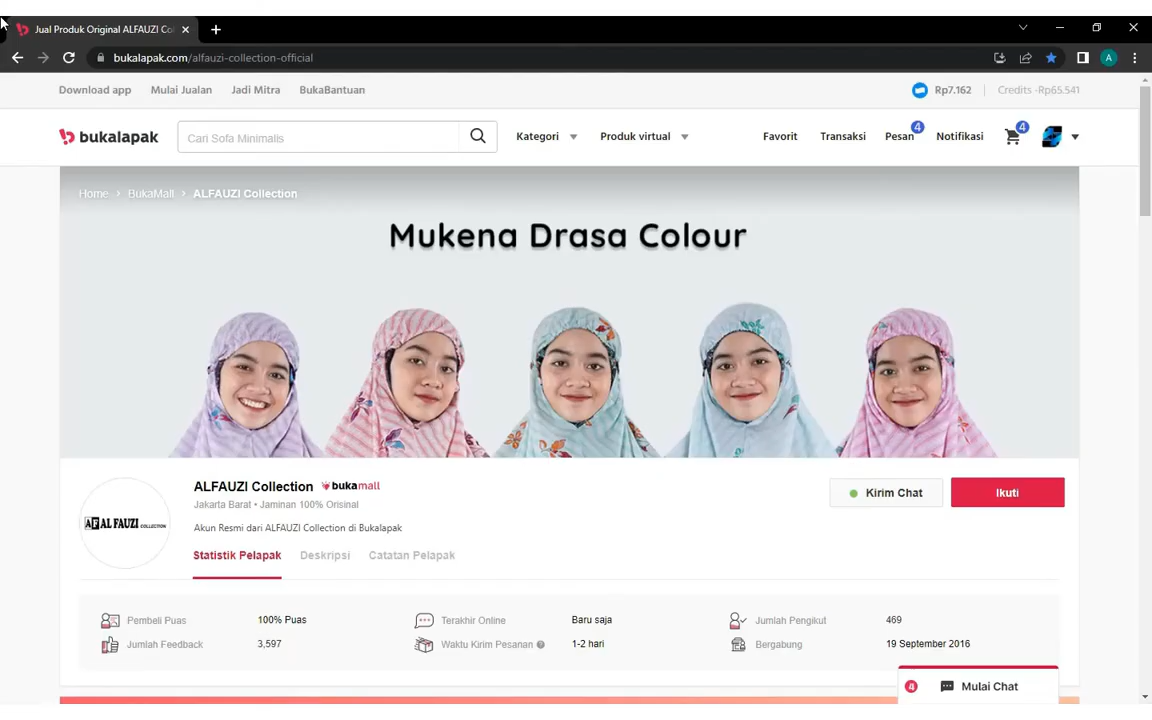 Jual Produk Original ALFAUZI Co
bukalapak.com/alfauzi-collection-official
A
Download app Mulai Jualan Jadi Mitra BukaBantuan Rp7.162 Credits -Rp65.541
bukalapak Cari Sofa Minimalis Kategori Produk virtual Favorit Transaksi Pesan 4 Notifikasi 4
Home > BukaMall > ALFAUZI Collection
Mukena Drasa Colour
ALFAUZI Collection bukamall
Jakarta Barat • Jaminan 100% Orisinal
Akun Resmi dari ALFAUZI Collection di Bukalapak
Kirim Chat Ikuti
AF AL FAUZI COLLECTION
Statistik Pelapak Deskripsi Catatan Pelapak
Pembeli Puas 100% Puas Terakhir Online Baru saja Jumlah Pengikut 469
Jumlah Feedback 3,597 Waktu Kirim Pesanan 1-2 hari Bergabung 19 September 2016
4 Mulai Chat